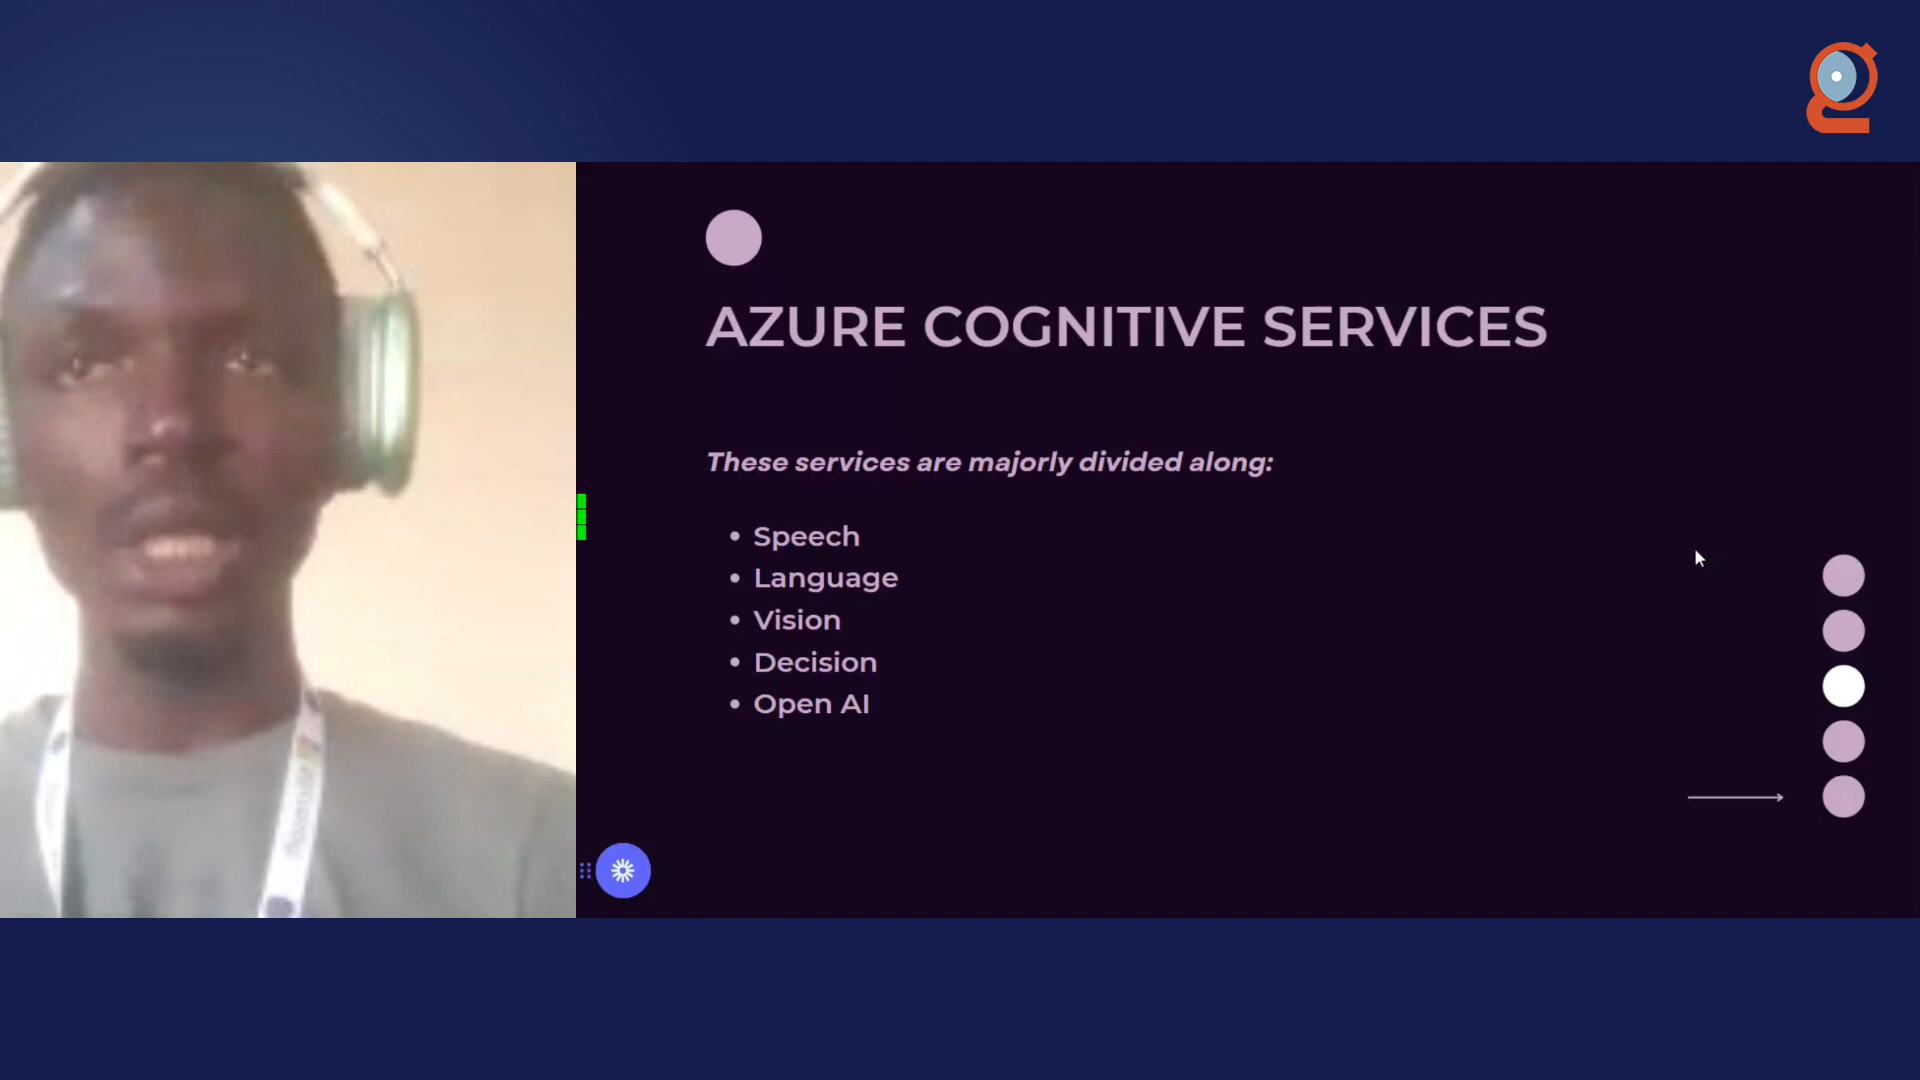 AZURE COGNITIVE SERVICES
These services are majorly divided along:
• Speech
• Language
• Vision
• Decision
• Open AI